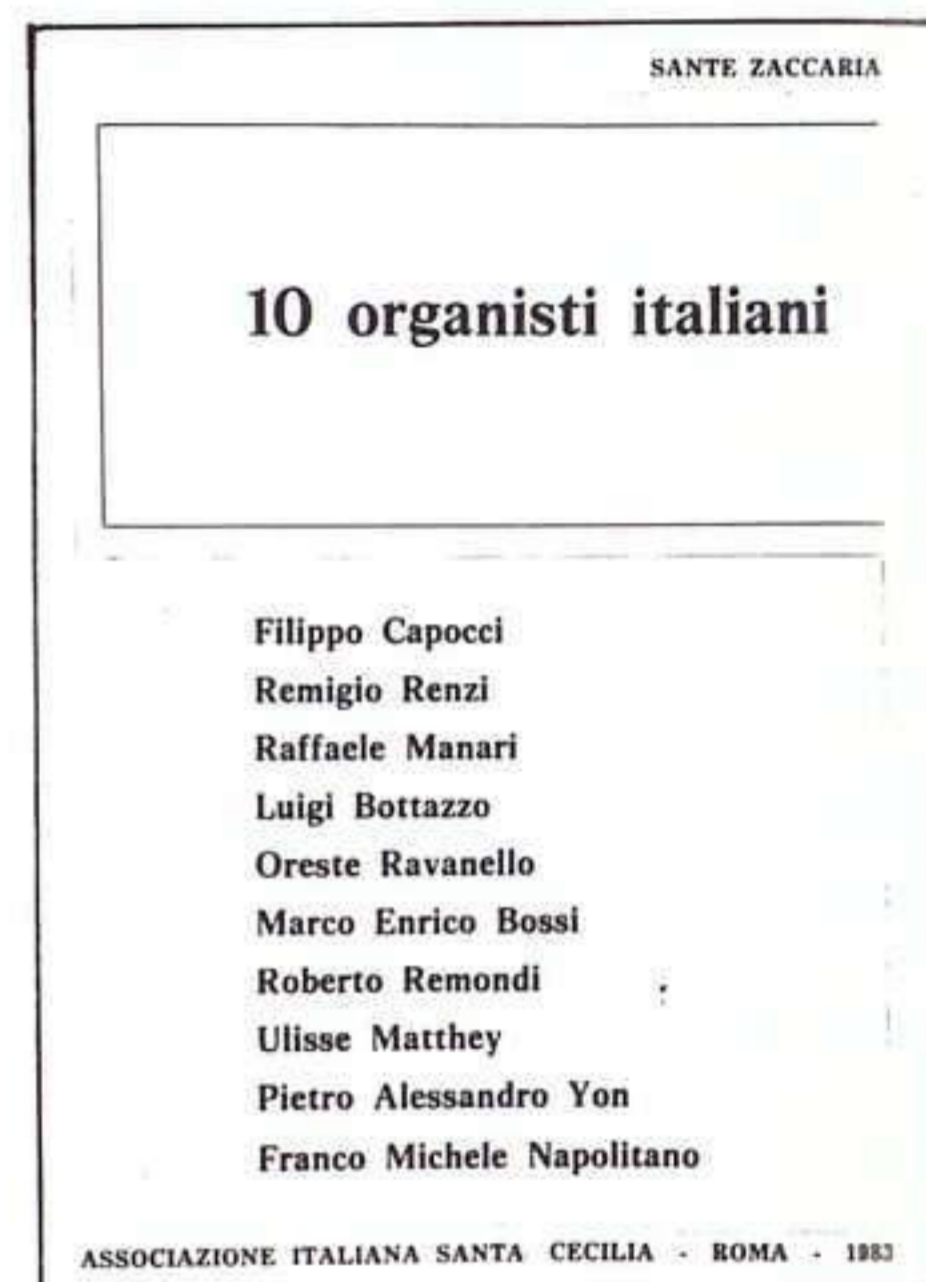 SANTE ZACCARIA
10 organisti italiani
Filippo Capocci
Remigio Renzi
Raffaele Manari
Luigi Bottazzo
Oreste Ravanello
Marco Enrico Bossi
Roberto Remondi
Ulisse Matthey
Pietro Alessandro Yon
Franco Michele Napolitano
ASSOCIAZIONE ITALIANA SANTA CECILIA - ROMA - 1983